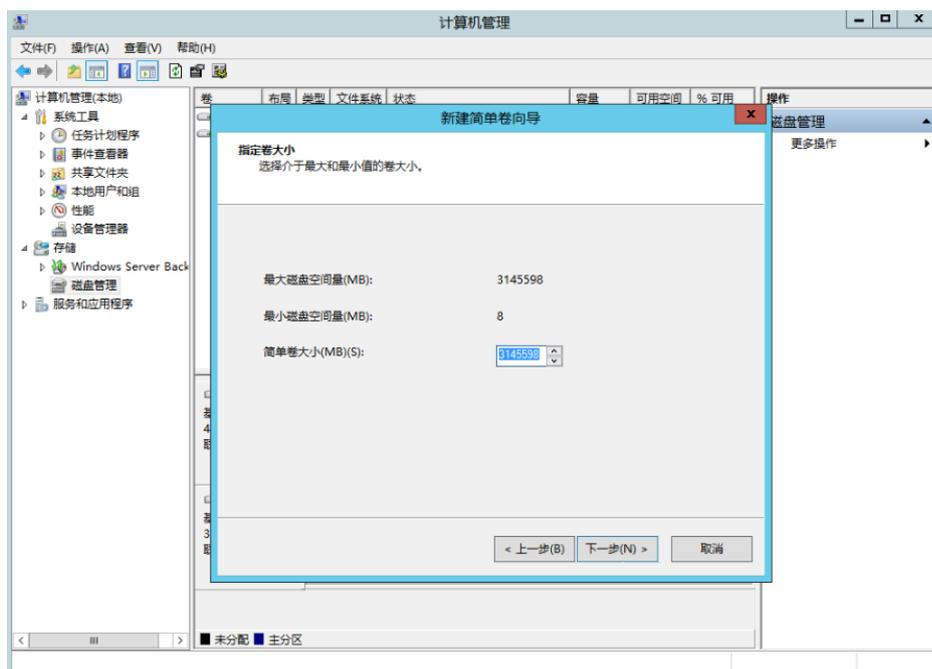 计算机管理
文件(F) 操作(A) 查看(V) 帮助(H)
计算机管理(本地)
系统工具
任务计划程序
事件查看器
共享文件夹
本地用户和组
性能
设备管理器
存储
Windows Server Back
磁盘管理
服务和应用程序
卷 布局 类型 文件系统 状态 容量 可用空间 % 可用
操作
磁盘管理
更多操作
新建简单卷向导
指定卷大小
选择介于最大和最小值的卷大小。
最大磁盘空间量(MB): 3145598
最小磁盘空间量(MB): 8
简单卷大小(MB)(S): 3145598
< 上一步(B) 下一步(N) > 取消
未分配 主分区